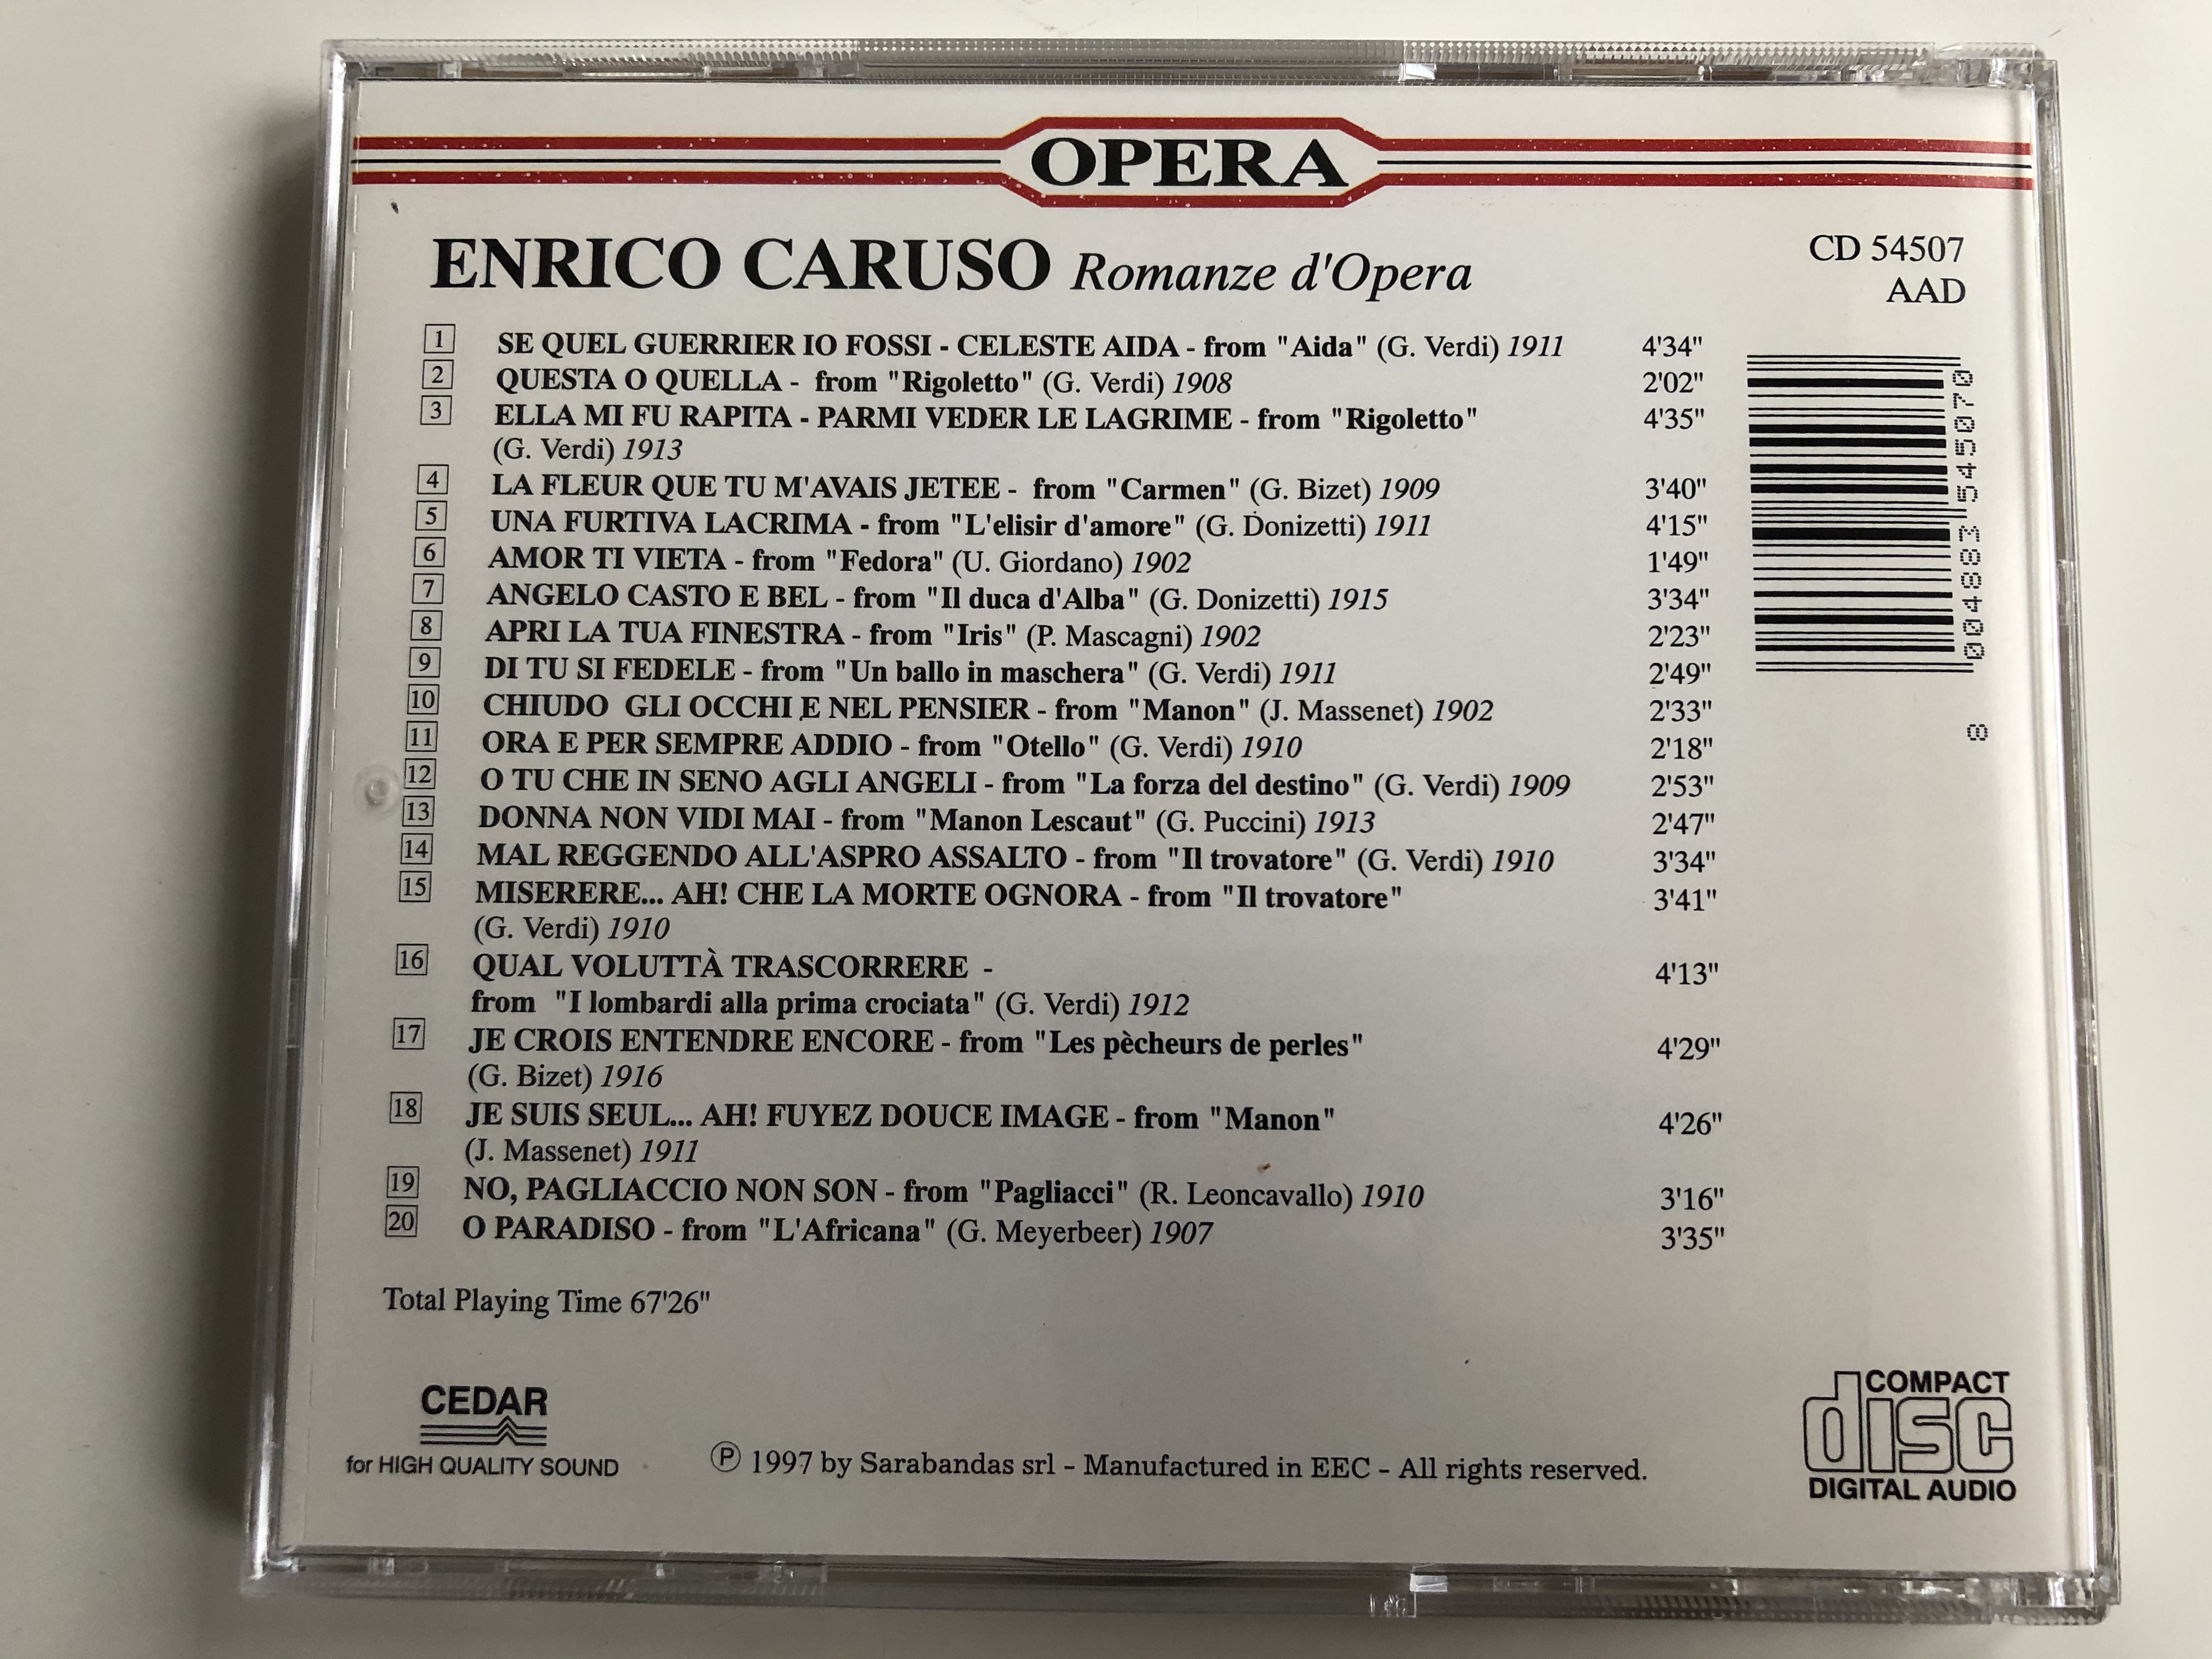 OPERA
ENRICO CARUSO Romanze d'Opera
CD 54507
AAD
1 SE QUEL GUERRIER IO FOSSI - CELESTE AIDA - from "Aida" (G. Verdi) 1911 4'34"
2 QUESTA O QUELLA - from "Rigoletto" (G. Verdi) 1908 2'02"
3 ELLA MI FU RAPITA - PARMI VEDER LE LAGRIME - from "Rigoletto" 4'35"
(G. Verdi) 1913
4 LA FLEUR QUE TU M'AVAIS JETEE - from "Carmen" (G. Bizet) 1909 3'40"
5 UNA FURTIVA LACRIMA - from "L'elisir d'amore" (G. Donizetti) 1911 4'15"
6 AMOR TI VIETA - from "Fedora" (U. Giordano) 1902 1'49"
7 ANGELO CASTO E BEL - from "Il duca d'Alba" (G. Donizetti) 1915 3'34"
8 APRI LA TUA FINESTRA - from "Iris" (P. Mascagni) 1902 2'23"
9 DI TU SI FEDELE - from "Un ballo in maschera" (G. Verdi) 1911 2'49"
10 CHIUDO GLI OCCHI E NEL PENSIER - from "Manon" (J. Massenet) 1902 2'33"
11 ORA E PER SEMPRE ADDIO - from "Otello" (G. Verdi) 1910 2'18"
12 O TU CHE IN SENO AGLI ANGELI - from "La forza del destino" (G. Verdi) 1909 2'53"
13 DONNA NON VIDI MAI - from "Manon Lescaut" (G. Puccini) 1913 2'47"
14 MAL REGGENDO ALL'ASPRO ASSALTO - from "Il trovatore" (G. Verdi) 1910 3'34"
15 MISERERE... AH! CHE LA MORTE OGNORA - from "Il trovatore" 3'41"
(G. Verdi) 1910
16 QUAL VOLUTTÀ TRASCORRERE - 4'13"
from "I lombardi alla prima crociata" (G. Verdi) 1912
17 JE CROIS ENTENDRE ENCORE - from "Les pècheurs de perles" 4'29"
(G. Bizet) 1916
18 JE SUIS SEUL... AH! FUYEZ DOUCE IMAGE - from "Manon" 4'26"
(J. Massenet) 1911
19 NO, PAGLIACCIO NON SON - from "Pagliacci" (R. Leoncavallo) 1910 3'16"
20 O PARADISO - from "L'Africana" (G. Meyerbeer) 1907 3'35"
8 004883 545070
Total Playing Time 67'26"
CEDAR
for HIGH QUALITY SOUND
℗ 1997 by Sarabandas srl - Manufactured in EEC - All rights reserved.
COMPACT
disc
DIGITAL AUDIO